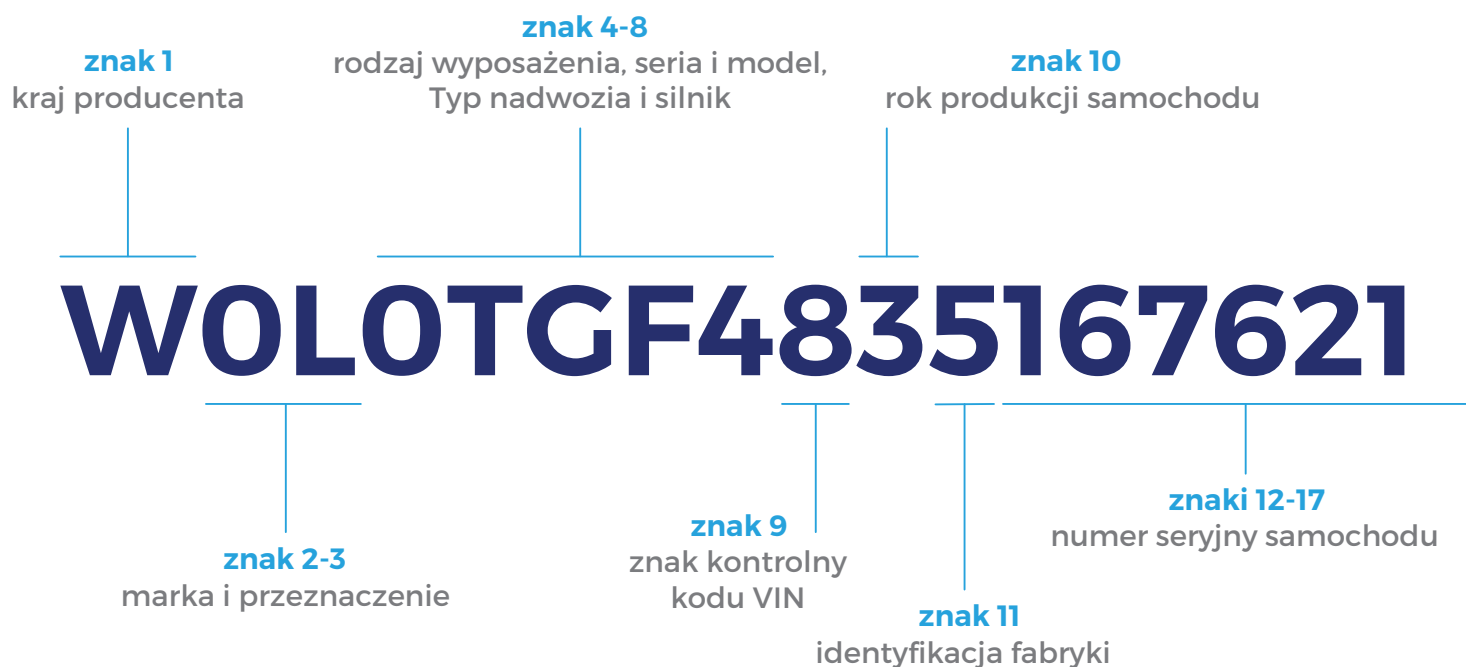 znak 1
kraj producenta
znak 4-8
rodzaj wyposażenia, seria i model,
Typ nadwozia i silnik
znak 10
rok produkcji samochodu
W0L0TGF4835167621
znak 2-3
marka i przeznaczenie
znak 9
znak kontrolny
kodu VIN
znak 11
identyfikacja fabryki
znaki 12-17
numer seryjny samochodu